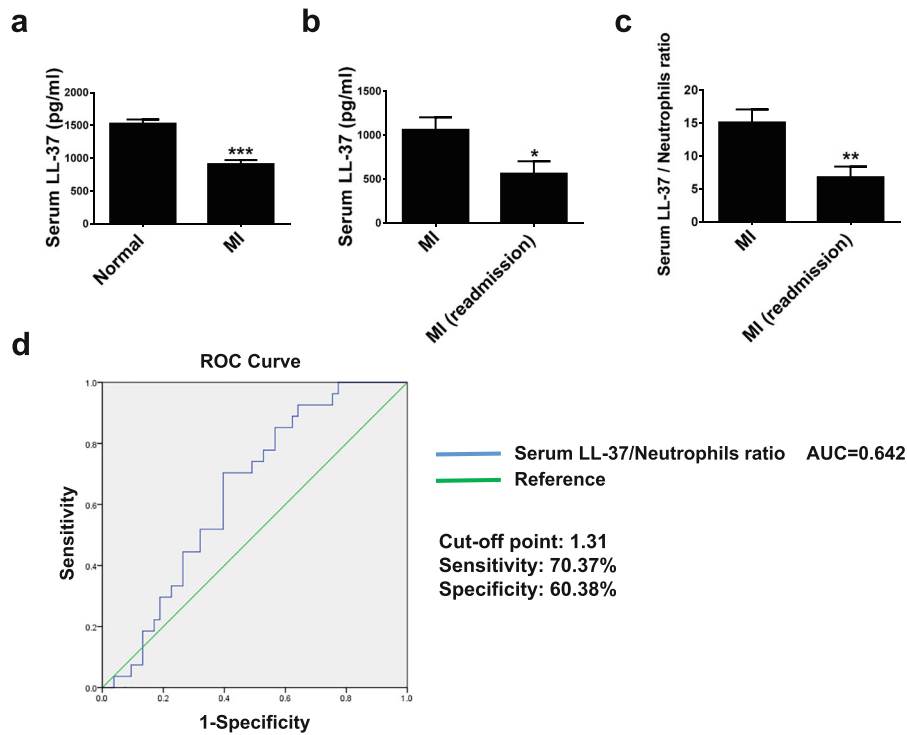 a
Serum LL-37 (pg/ml)
2000
1500
1000
500
0
***
Normal
MI
b
Serum LL-37 (pg/ml)
1500
1000
500
0
*
MI
MI (readmission)
c
Serum LL-37 / Neutrophils ratio
20
15
10
5
0
**
MI
MI (readmission)
d
ROC Curve
Sensitivity
1.0
0.8
0.6
0.4
0.2
0.0
0.0 0.2 0.4 0.6 0.8 1.0
1-Specificity
Serum LL-37/Neutrophils ratio AUC=0.642
Reference
Cut-off point: 1.31
Sensitivity: 70.37%
Specificity: 60.38%